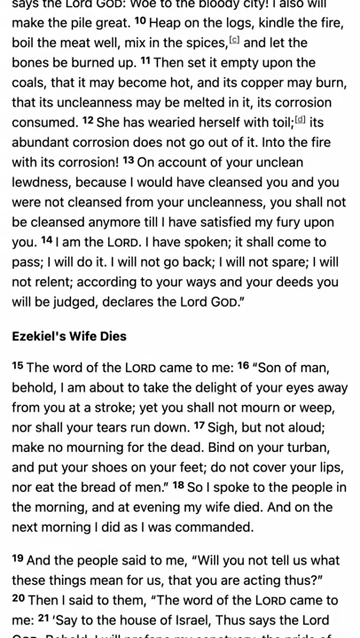 says the Lord GOD: Woe to the bloody city! I also will
make the pile great. 10 Heap on the logs, kindle the fire,
boil the meat well, mix in the spices,[c] and let the
bones be burned up. 11 Then set it empty upon the
coals, that it may become hot, and its copper may burn,
that its uncleanness may be melted in it, its corrosion
consumed. 12 She has wearied herself with toil;[d] its
abundant corrosion does not go out of it. Into the fire
with its corrosion! 13 On account of your unclean
lewdness, because I would have cleansed you and you
were not cleansed from your uncleanness, you shall not
be cleansed anymore till I have satisfied my fury upon
you. 14 I am the LORD. I have spoken; it shall come to
pass; I will do it. I will not go back; I will not spare; I will
not relent; according to your ways and your deeds you
will be judged, declares the Lord GOD.”
Ezekiel's Wife Dies
15 The word of the LORD came to me: 16 “Son of man,
behold, I am about to take the delight of your eyes away
from you at a stroke; yet you shall not mourn or weep,
nor shall your tears run down. 17 Sigh, but not aloud;
make no mourning for the dead. Bind on your turban,
and put your shoes on your feet; do not cover your lips,
nor eat the bread of men.” 18 So I spoke to the people in
the morning, and at evening my wife died. And on the
next morning I did as I was commanded.
19 And the people said to me, “Will you not tell us what
these things mean for us, that you are acting thus?”
20 Then I said to them, “The word of the LORD came to
me: 21 ‘Say to the house of Israel, Thus says the Lord
GOD: Behold, I will profane my sanctuary, the pride of